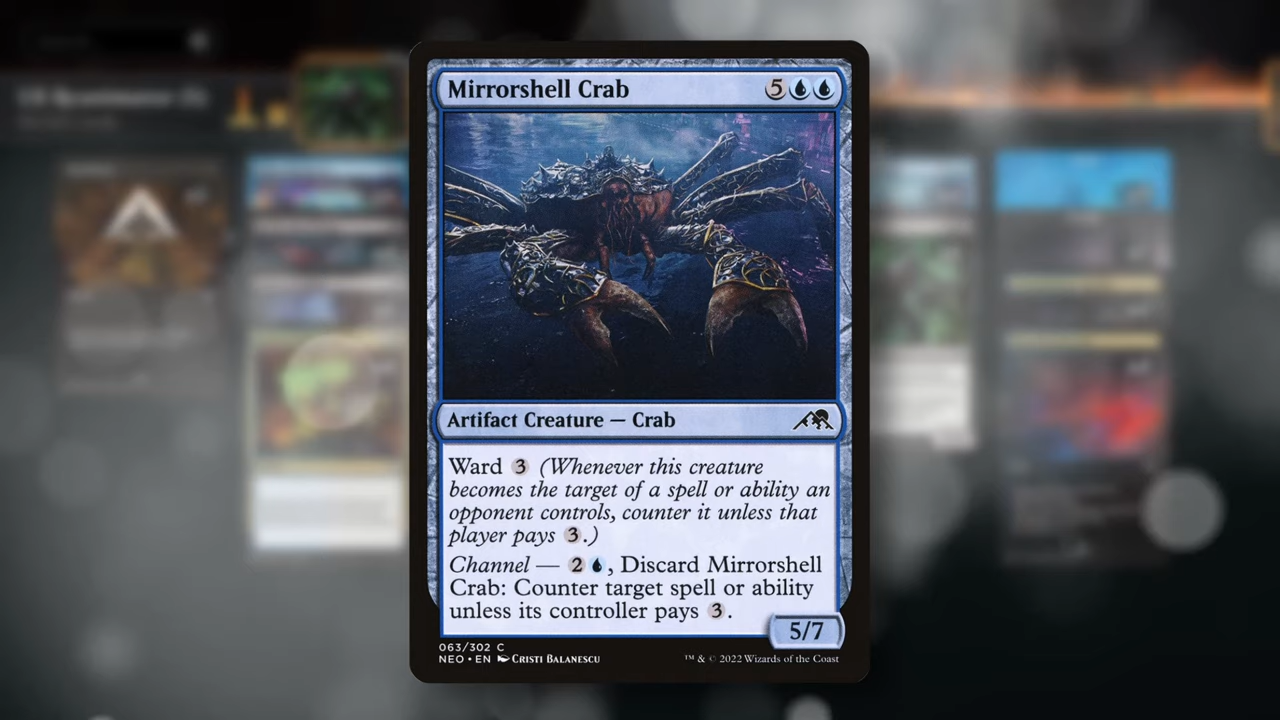 Mirrorshell Crab 5
Artifact Creature — Crab
Ward 3 (Whenever this creature
becomes the target of a spell or ability an
opponent controls, counter it unless that
player pays 3.)
Channel — 2, Discard Mirrorshell
Crab: Counter target spell or ability
unless its controller pays 3.
5/7
063/302 C
NEO • EN Cristi Balanescu
™ & © 2022 Wizards of the Coast